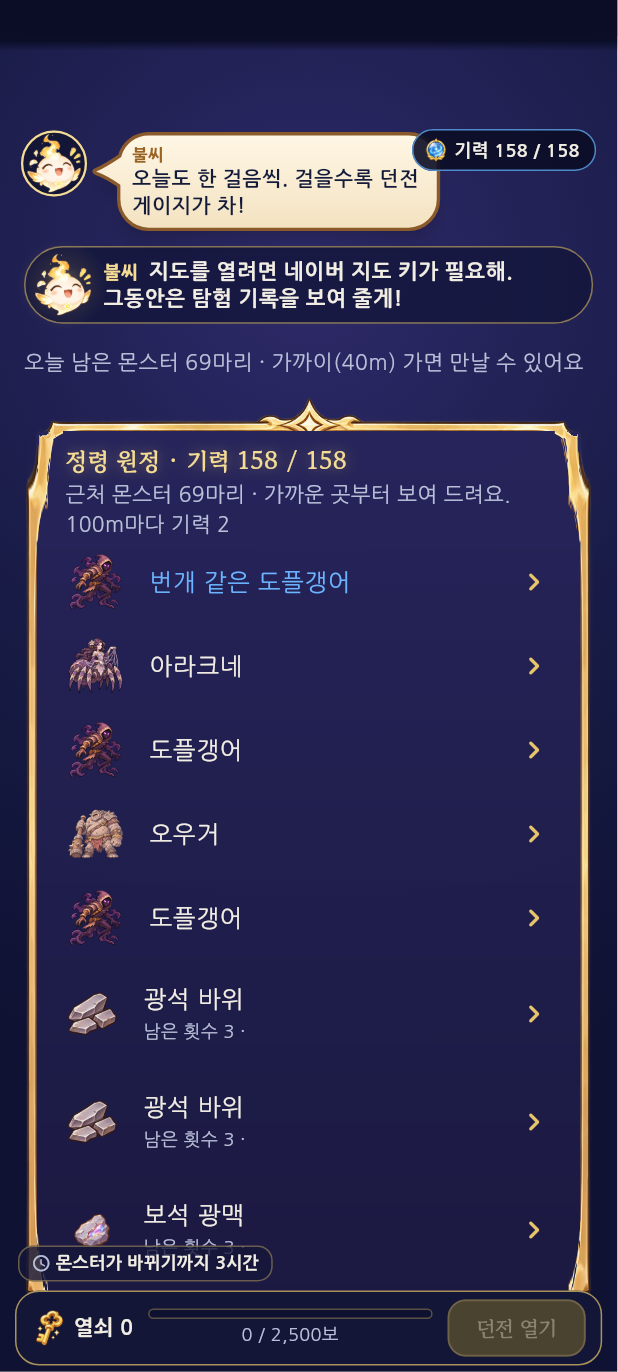 불씨
오늘도 한 걸음씩. 걸을수록 던전
게이지가 차!
기력 158 / 158
불씨 지도를 열려면 네이버 지도 키가 필요해.
그동안은 탐험 기록을 보여 줄게!
오늘 남은 몬스터 69마리 · 가까이(40m) 가면 만날 수 있어요
정령 원정 · 기력 158 / 158
근처 몬스터 69마리 · 가까운 곳부터 보여 드려요.
100m마다 기력 2
번개 같은 도플갱어
아라크네
도플갱어
오우거
도플갱어
광석 바위
남은 횟수 3 ·
광석 바위
남은 횟수 3 ·
보석 광맥
남은 횟수 3 ·
몬스터가 바뀌기까지 3시간
열쇠 0
0 / 2,500보
던전 열기